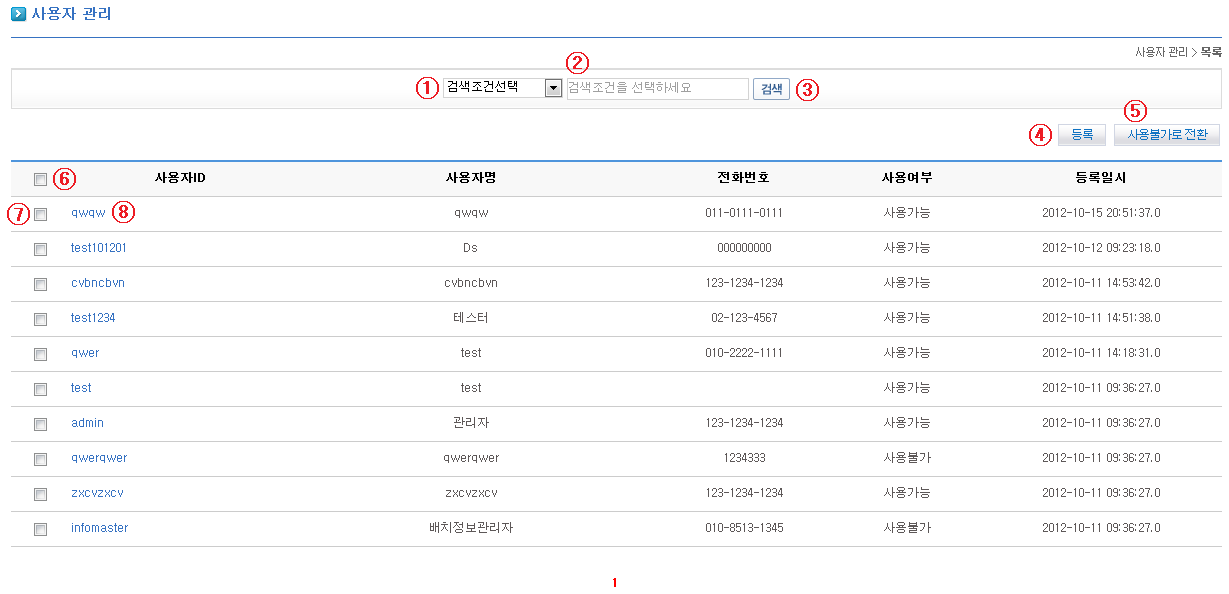 사용자 관리
사용자 관리 > 목록
②
① 검색조건선택 검색조건을 선택하세요 검색 ③
⑤
④ 등록 사용불가로 전환
⑥ 사용자ID 사용자명 전화번호 사용여부 등록일시
⑦ qwqw ⑧ qwqw 011-0111-0111 사용가능 2012-10-15 20:51:37.0
test101201 Ds 000000000 사용가능 2012-10-12 09:23:18.0
cvbncbvn cvbncbvn 123-1234-1234 사용가능 2012-10-11 14:53:42.0
test1234 테스터 02-123-4567 사용가능 2012-10-11 14:51:38.0
qwer test 010-2222-1111 사용가능 2012-10-11 14:18:31.0
test test 사용가능 2012-10-11 09:36:27.0
admin 관리자 123-1234-1234 사용가능 2012-10-11 09:36:27.0
qwerqwer qwerqwer 1234333 사용불가 2012-10-11 09:36:27.0
zxcvzxcv zxcvzxcv 123-1234-1234 사용가능 2012-10-11 09:36:27.0
infomaster 배치정보관리자 010-8513-1345 사용불가 2012-10-11 09:36:27.0
1